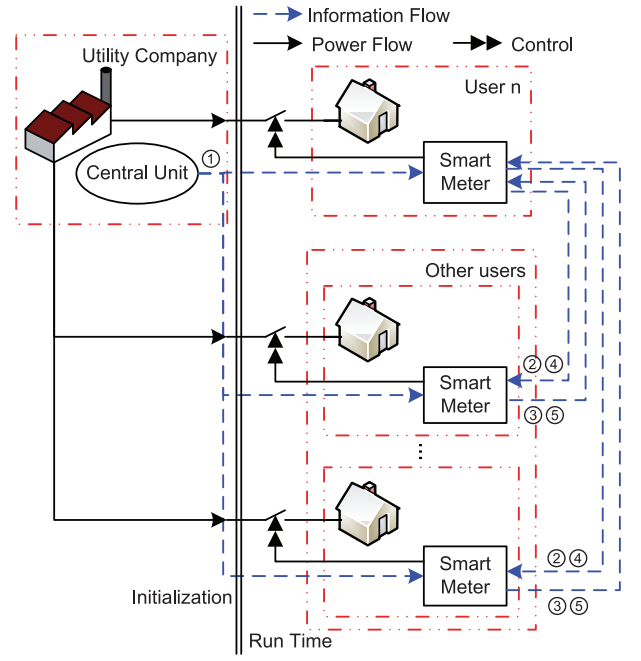 Information Flow
Utility Company
Power Flow
Control
User n
Central Unit
①
Smart
Meter
Other users
Smart
Meter
②④
③⑤
⋮
Smart
Meter
②④
③⑤
Initialization
Run Time